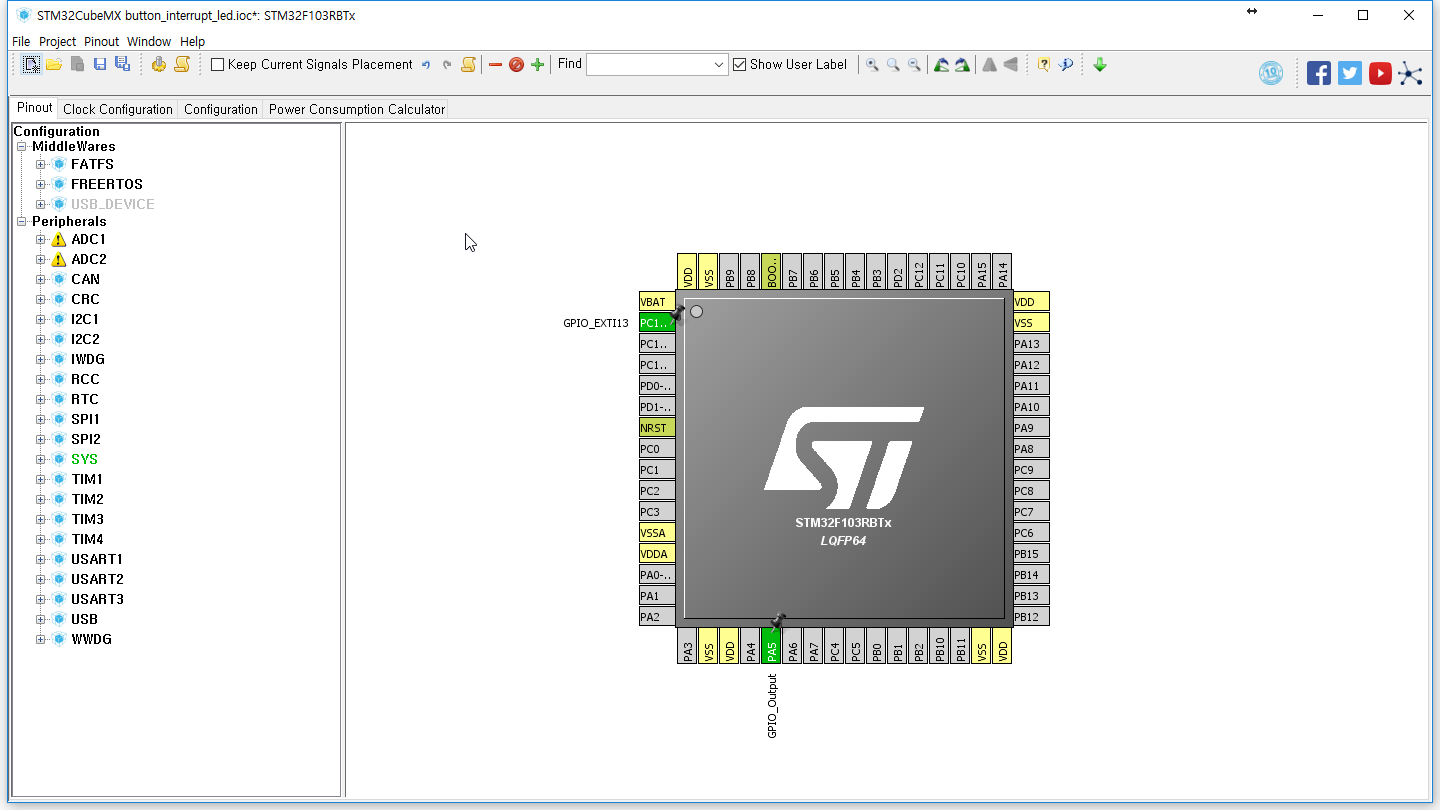 STM32CubeMX button_interrupt_led.ioc*: STM32F103RBTx
File Project Pinout Window Help
Keep Current Signals Placement Find Show User Label
Pinout Clock Configuration Configuration Power Consumption Calculator
Configuration
MiddleWares
FATFS
FREERTOS
USB_DEVICE
Peripherals
ADC1
ADC2
CAN
CRC
I2C1
I2C2
IWDG
RCC
RTC
SPI1
SPI2
SYS
TIM1
TIM2
TIM3
TIM4
USART1
USART2
USART3
USB
WWDG
VDD VSS PB9 PB8 BOO.. PB7 PB6 PB5 PB4 PB3 PD2 PC12 PC11 PC10 PA15 PA14
VBAT
GPIO_EXTI13 PC1..
PC1..
PC1..
PD0-..
PD1-..
NRST
PC0
PC1
PC2
PC3
VSSA
VDDA
PA0-..
PA1
PA2
ST
STM32F103RBTx
LQFP64
VDD
VSS
PA13
PA12
PA11
PA10
PA9
PA8
PC9
PC8
PC7
PC6
PB15
PB14
PB13
PB12
PA3 VSS VDD PA4 PA5 PA6 PA7 PC4 PC5 PB0 PB1 PB2 PB10 PB11 VSS VDD
GPIO_Output